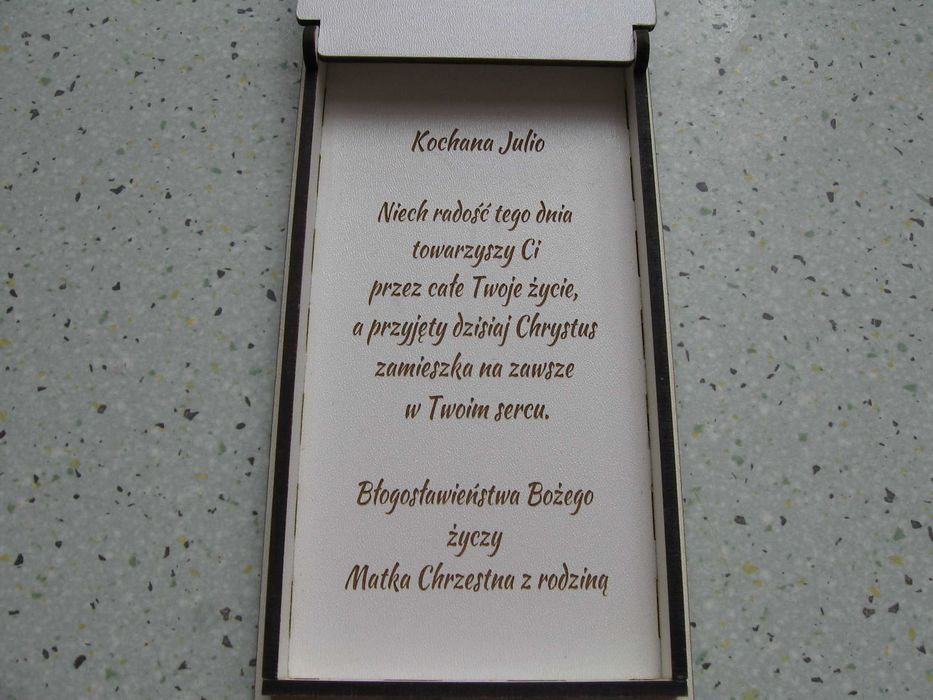 Kochana Julio
Niech radość tego dnia
towarzyszy Ci
przez całe Twoje życie,
a przyjęty dzisiaj Chrystus
zamieszka na zawsze
w Twoim sercu.
Błogosławieństwa Bożego
życzy
Matka Chrzestna z rodziną